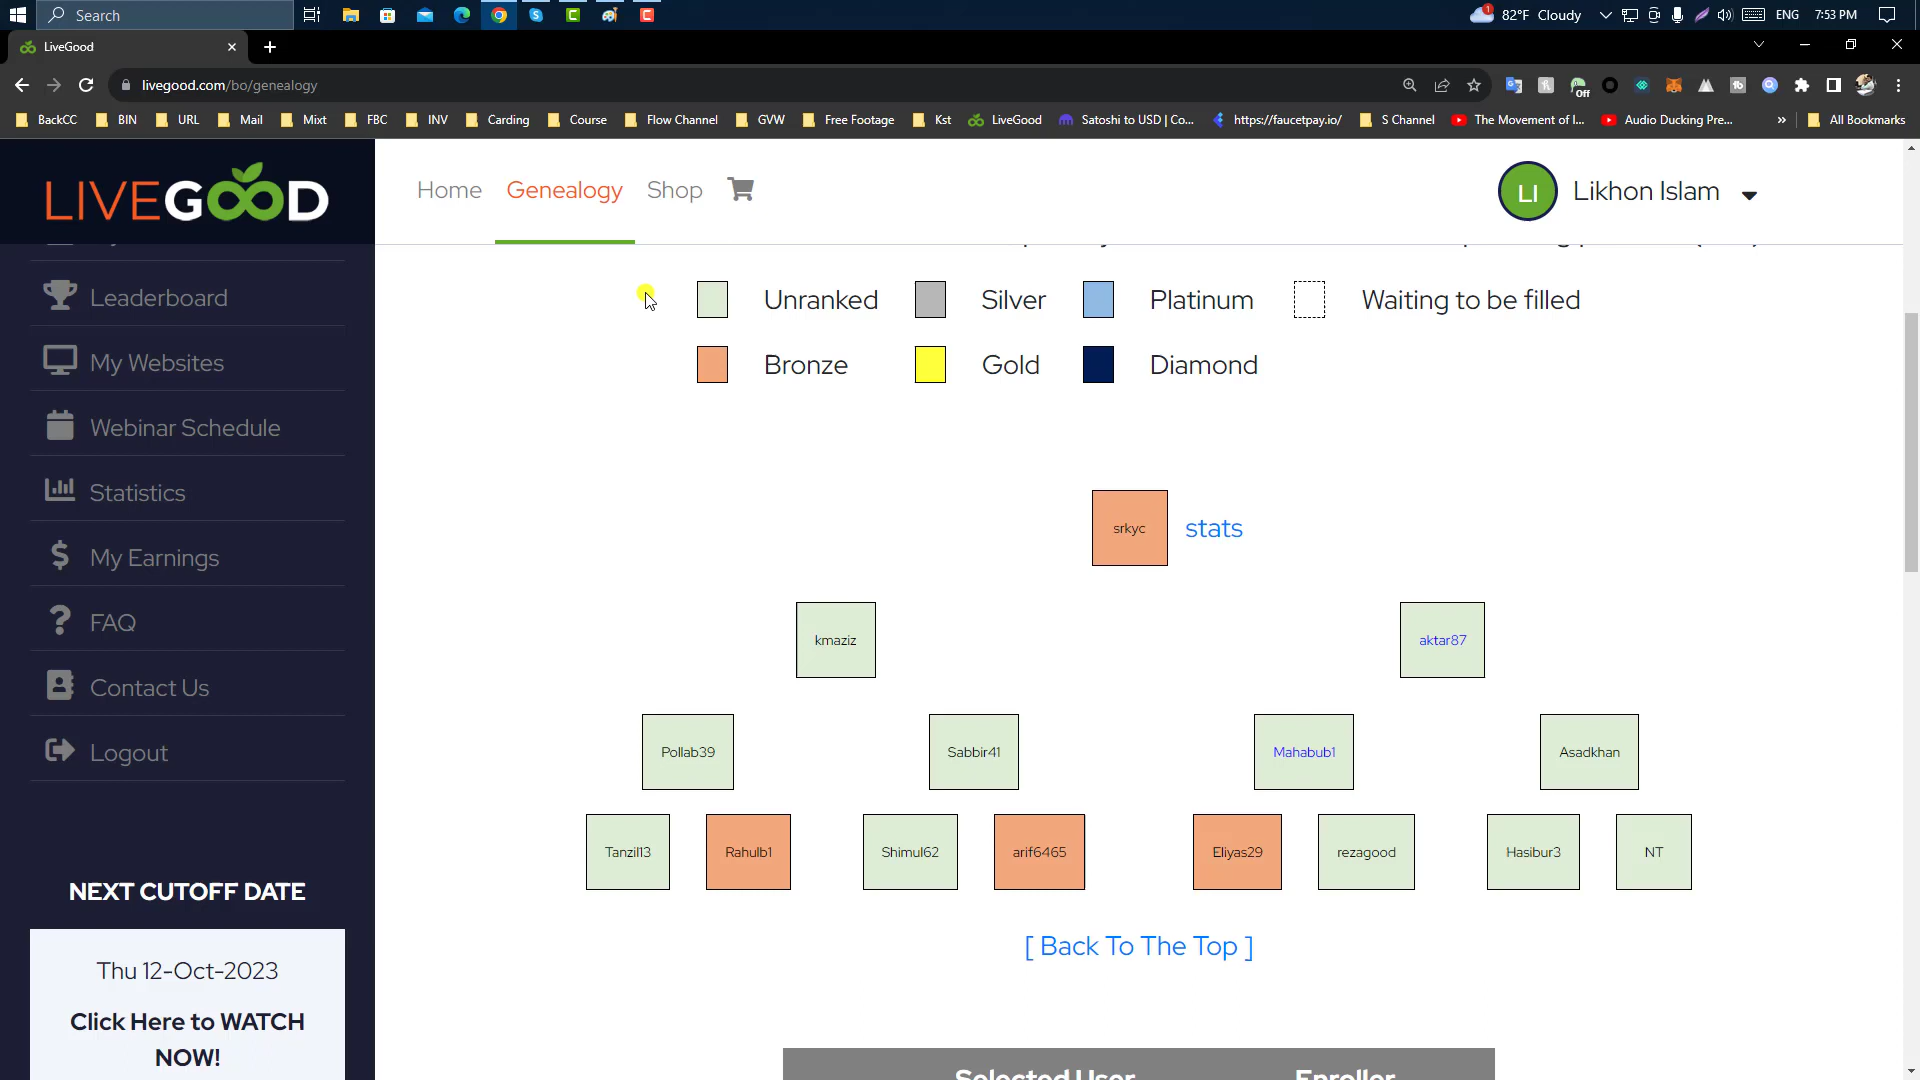 Search
82°F Cloudy
ENG
7:53 PM
LiveGood
livegood.com/bo/genealogy
Off
BackCC
BIN
URL
Mail
Mixt
FBC
INV
Carding
Course
Flow Channel
GVW
Free Footage
Kst
LiveGood
Satoshi to USD | Co...
https://faucetpay.io/
S Channel
The Movement of I...
Audio Ducking Pre...
»
All Bookmarks
LIVEGOOD
Home
Genealogy
Shop
LI
Likhon Islam
Leaderboard
My Websites
Webinar Schedule
Statistics
My Earnings
FAQ
Contact Us
Logout
NEXT CUTOFF DATE
Thu 12-Oct-2023
Click Here to WATCH
NOW!
Unranked
Silver
Platinum
Waiting to be filled
Bronze
Gold
Diamond
srkyc
stats
kmaziz
aktar87
Pollab39
Sabbir41
Mahabub1
Asadkhan
Tanzil13
Rahulb1
Shimul62
arif6465
Eliyas29
rezagood
Hasibur3
NT
[ Back To The Top ]
Selected User
Enroller